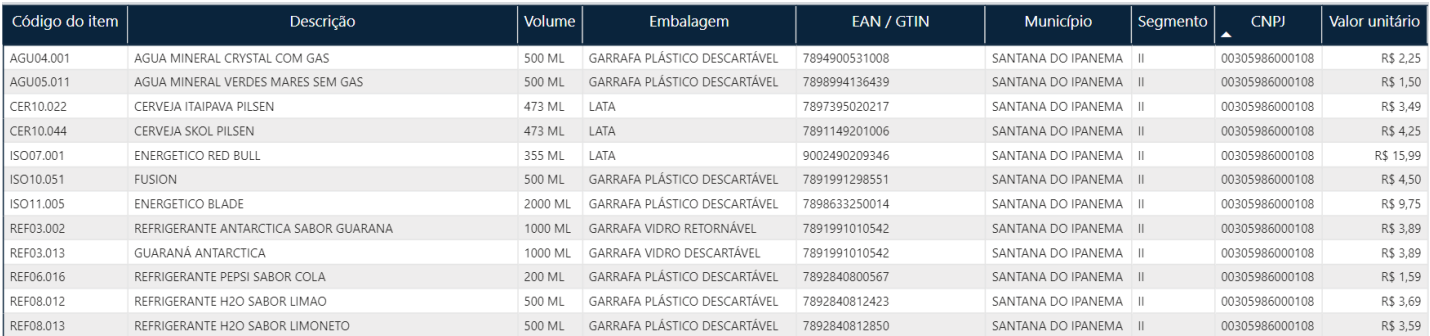 Código do item Descrição Volume Embalagem EAN / GTIN Município Segmento CNPJ Valor unitário
AGU04.001 AGUA MINERAL CRYSTAL COM GAS 500 ML GARRAFA PLÁSTICO DESCARTÁVEL 7894900531008 SANTANA DO IPANEMA II 00305986000108 R$ 2,25
AGU05.011 AGUA MINERAL VERDES MARES SEM GAS 500 ML GARRAFA PLÁSTICO DESCARTÁVEL 7898994136439 SANTANA DO IPANEMA II 00305986000108 R$ 1,50
CER10.022 CERVEJA ITAIPAVA PILSEN 473 ML LATA 7897395020217 SANTANA DO IPANEMA II 00305986000108 R$ 3,49
CER10.044 CERVEJA SKOL PILSEN 473 ML LATA 7891149201006 SANTANA DO IPANEMA II 00305986000108 R$ 4,25
ISO07.001 ENERGETICO RED BULL 355 ML LATA 9002490209346 SANTANA DO IPANEMA II 00305986000108 R$ 15,99
ISO10.051 FUSION 500 ML GARRAFA PLÁSTICO DESCARTÁVEL 7891991298551 SANTANA DO IPANEMA II 00305986000108 R$ 4,50
ISO11.005 ENERGETICO BLADE 2000 ML GARRAFA PLÁSTICO DESCARTÁVEL 7898633250014 SANTANA DO IPANEMA II 00305986000108 R$ 9,75
REF03.002 REFRIGERANTE ANTARCTICA SABOR GUARANA 1000 ML GARRAFA VIDRO RETORNÁVEL 7891991010542 SANTANA DO IPANEMA II 00305986000108 R$ 3,89
REF03.013 GUARANÁ ANTARCTICA 1000 ML GARRAFA VIDRO DESCARTÁVEL 7891991010542 SANTANA DO IPANEMA II 00305986000108 R$ 3,89
REF06.016 REFRIGERANTE PEPSI SABOR COLA 200 ML GARRAFA PLÁSTICO DESCARTÁVEL 7892840800567 SANTANA DO IPANEMA II 00305986000108 R$ 1,59
REF08.012 REFRIGERANTE H2O SABOR LIMAO 500 ML GARRAFA PLÁSTICO DESCARTÁVEL 7892840812423 SANTANA DO IPANEMA II 00305986000108 R$ 3,69
REF08.013 REFRIGERANTE H2O SABOR LIMONETO 500 ML GARRAFA PLÁSTICO DESCARTÁVEL 7892840812850 SANTANA DO IPANEMA II 00305986000108 R$ 3,59